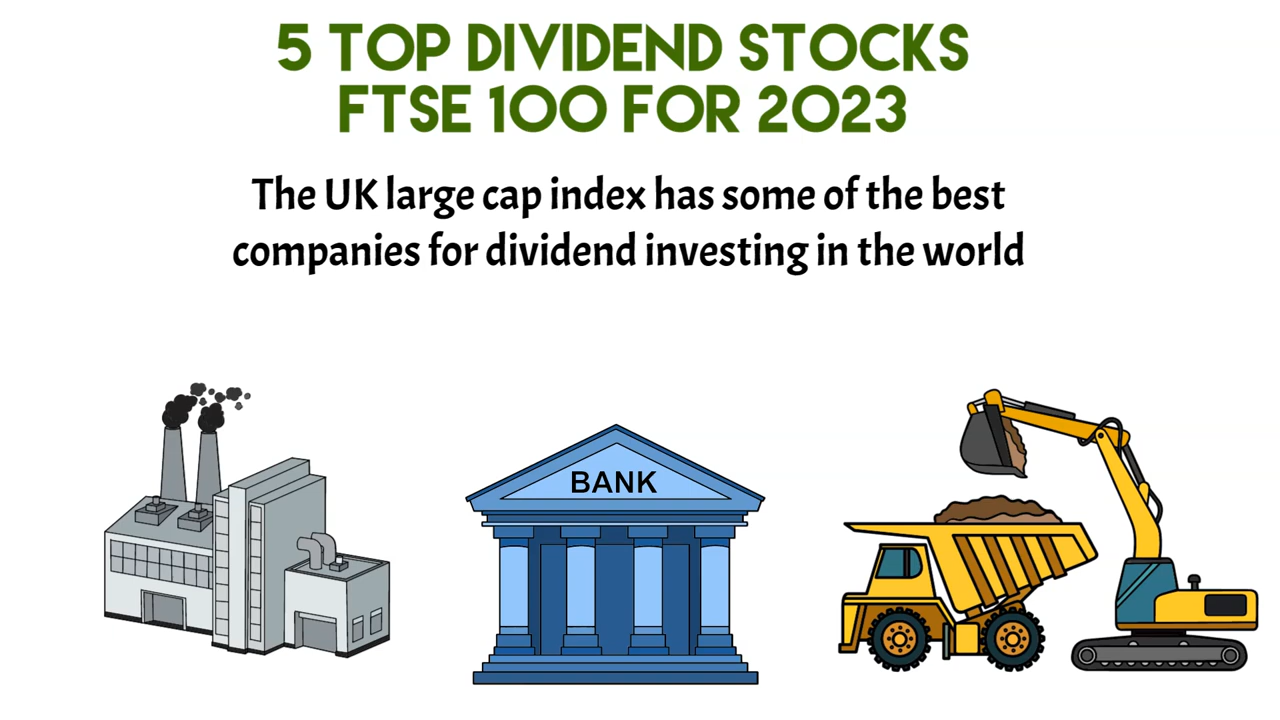 5 TOP DIVIDEND STOCKS
FTSE 100 FOR 2023
The UK large cap index has some of the best
companies for dividend investing in the world
BANK